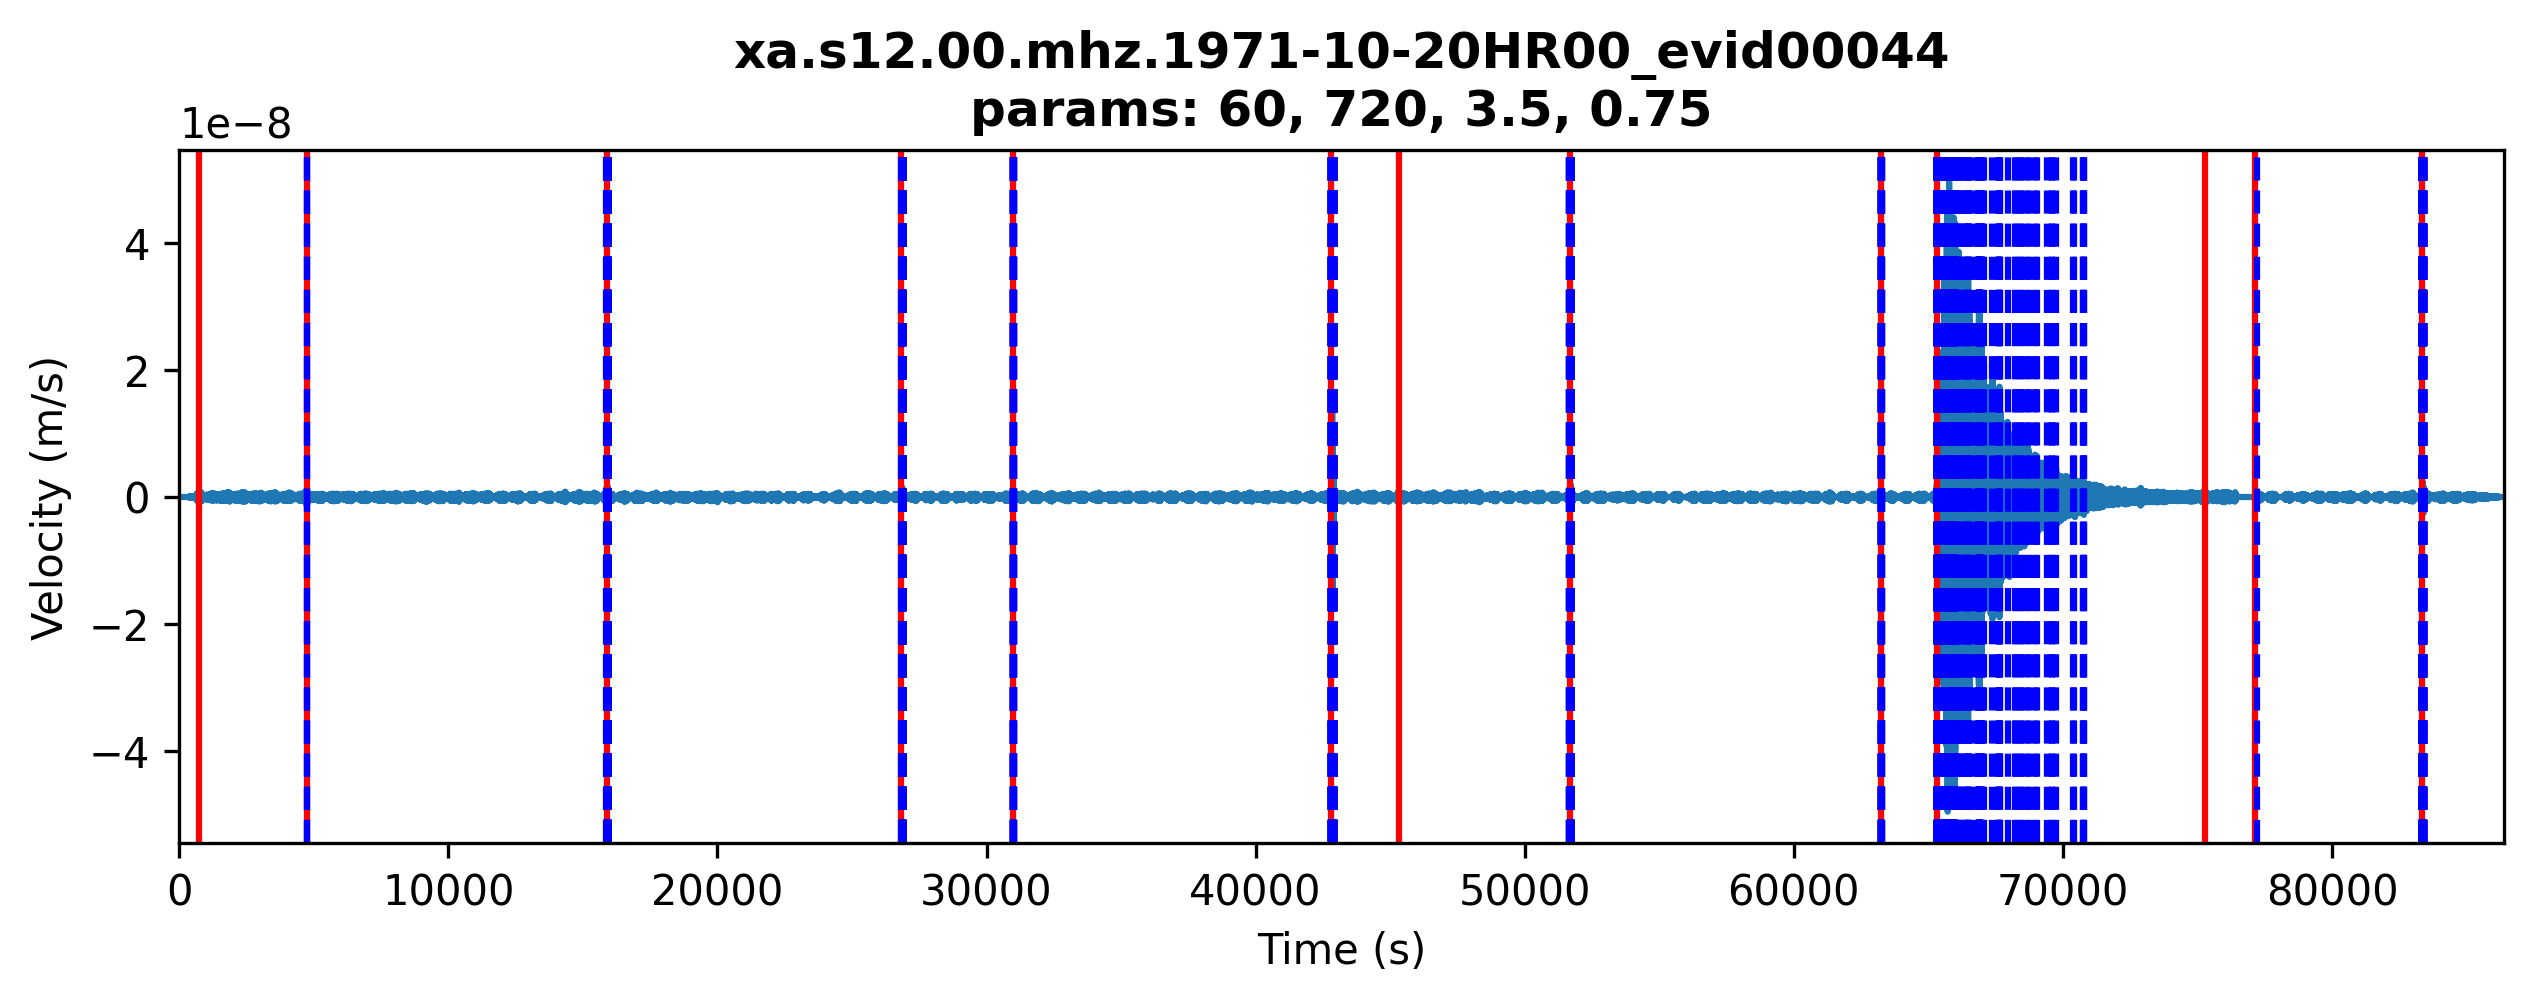 xa.s12.00.mhz.1971-10-20HR00_evid00044
params: 60, 720, 3.5, 0.75
1e−8
4
2
0
−2
−4
Velocity (m/s)
0 10000 20000 30000 40000 50000 60000 70000 80000
Time (s)